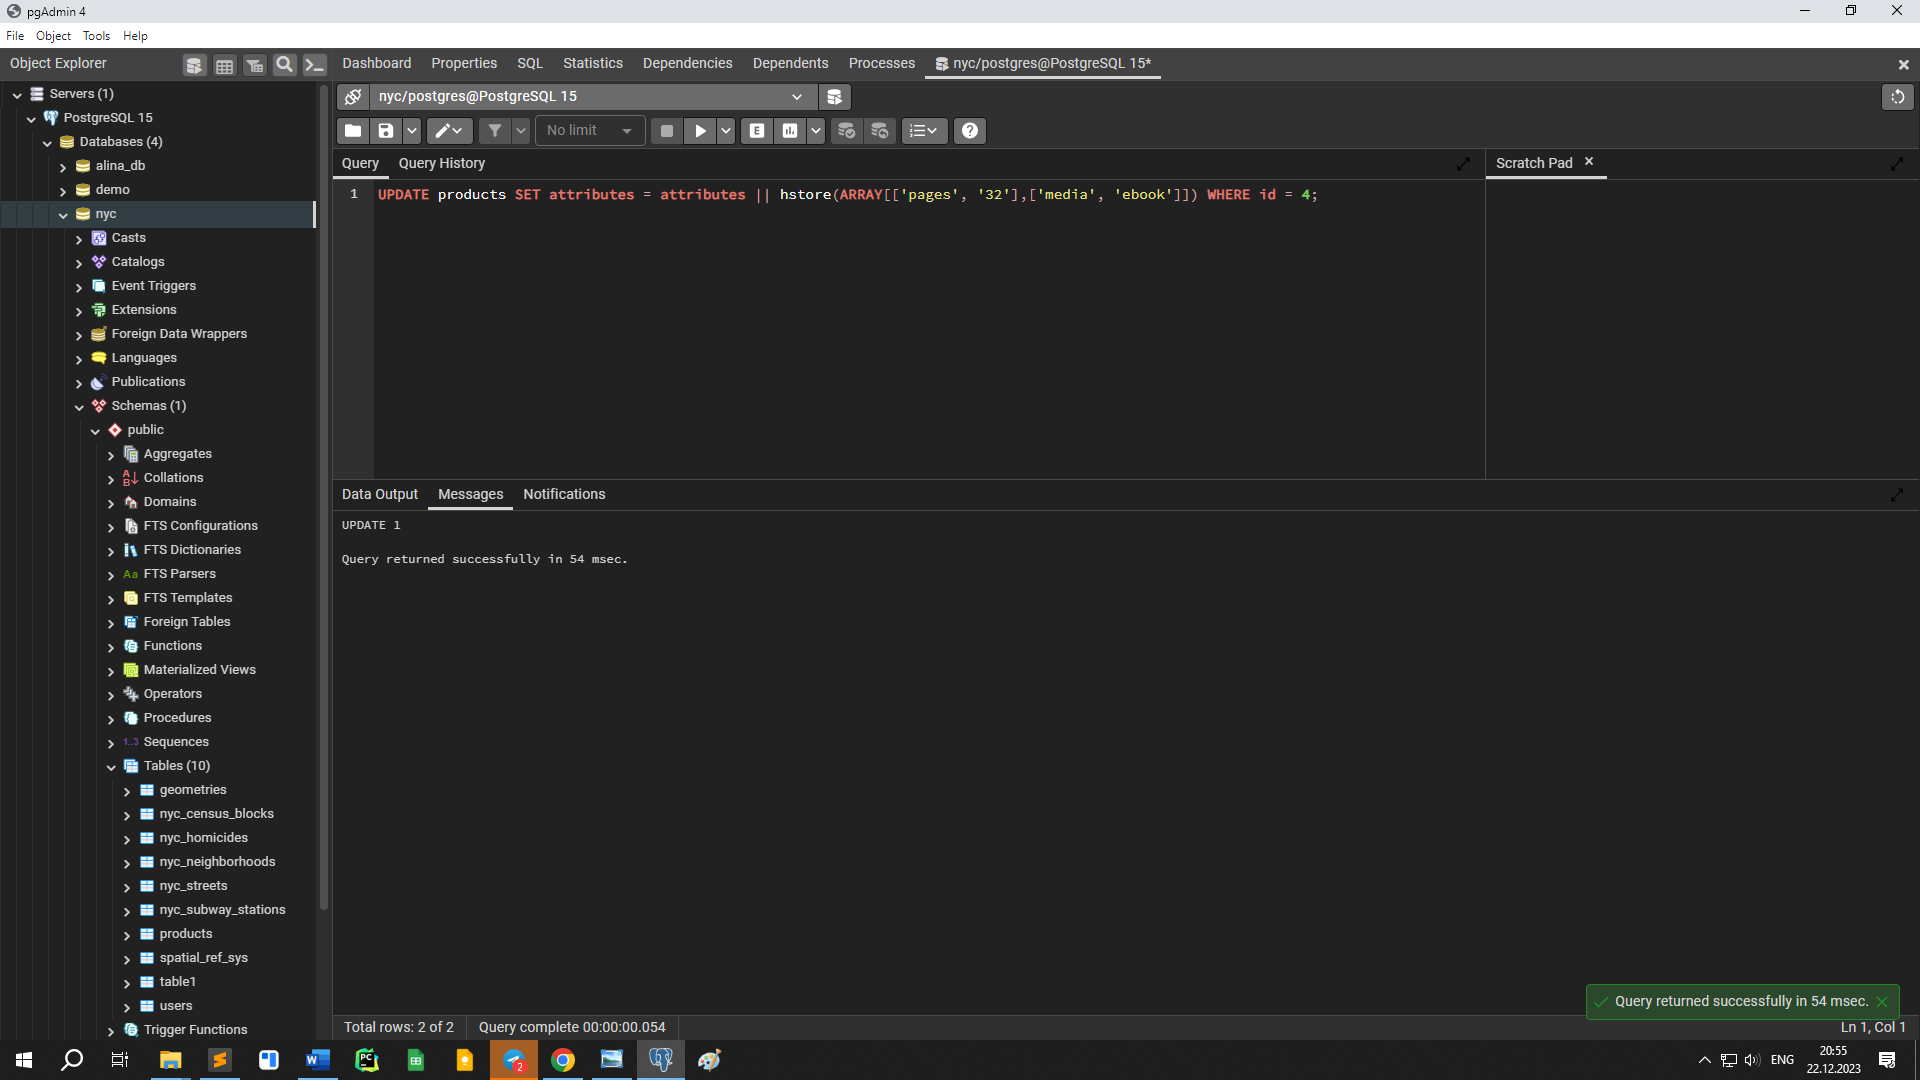 pgAdmin 4
File Object Tools Help
Object Explorer
Dashboard Properties SQL Statistics Dependencies Dependents Processes nyc/postgres@PostgreSQL 15*
nyc/postgres@PostgreSQL 15
No limit
E
Query Query History
Scratch Pad
1 UPDATE products SET attributes = attributes || hstore(ARRAY[['pages', '32'],['media', 'ebook']]) WHERE id = 4;
Servers (1)
PostgreSQL 15
Databases (4)
alina_db
demo
nyc
Casts
Catalogs
Event Triggers
Extensions
Foreign Data Wrappers
Languages
Publications
Schemas (1)
public
Aggregates
Collations
Domains
FTS Configurations
FTS Dictionaries
Aa FTS Parsers
FTS Templates
Foreign Tables
Functions
Materialized Views
Operators
Procedures
1..3 Sequences
Tables (10)
geometries
nyc_census_blocks
nyc_homicides
nyc_neighborhoods
nyc_streets
nyc_subway_stations
products
spatial_ref_sys
table1
users
Trigger Functions
Data Output Messages Notifications
UPDATE 1
Query returned successfully in 54 msec.
Query returned successfully in 54 msec.
Total rows: 2 of 2 Query complete 00:00:00.054
Ln 1, Col 1
2
ENG
20:55
22.12.2023